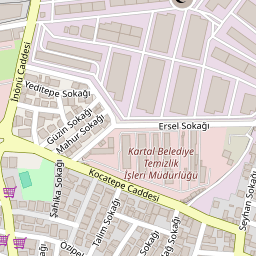 İnönü Caddesi
Yeditepe Sokağı
Güzin Sokağı
Mahur Sokağı
Ersel Sokağı
Kartal Belediye
Temizlik
İşleri Müdürlüğü
Kocatepe Caddesi
Şahika Sokağı
Talim Sokağı
Seyhan Sokağı